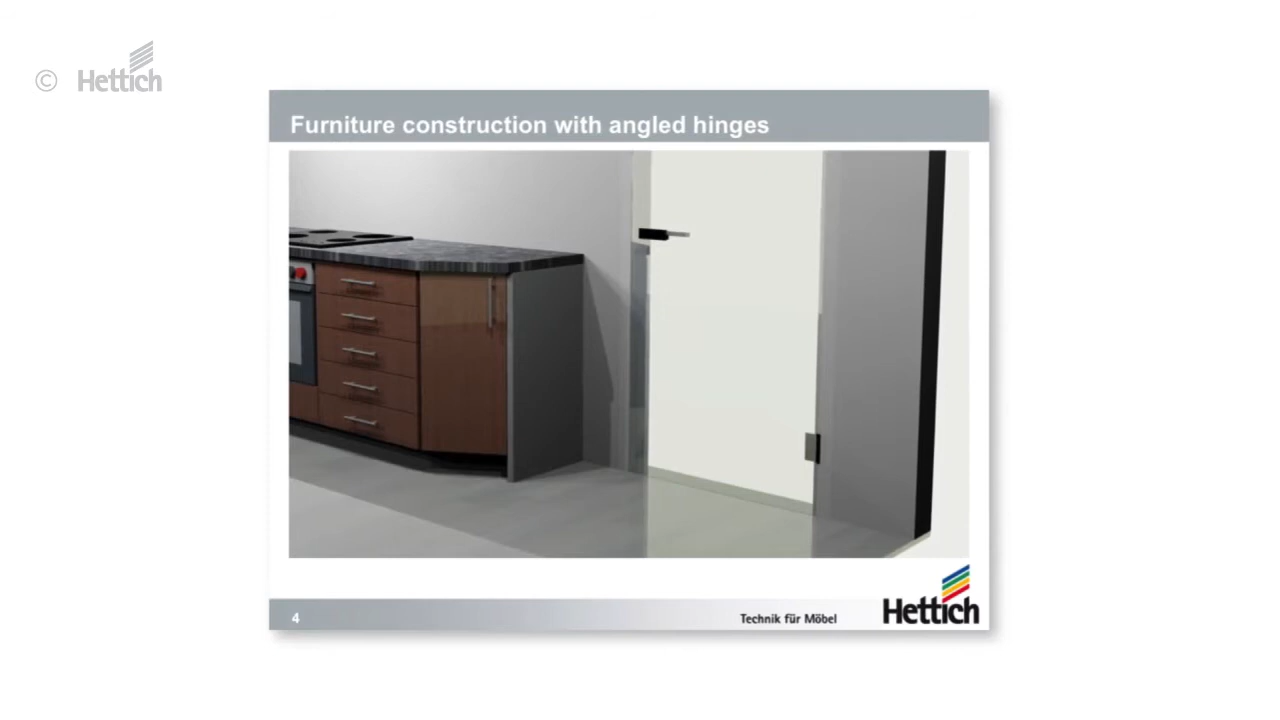 © Hettich
Furniture construction with angled hinges
4
Technik für Möbel
Hettich